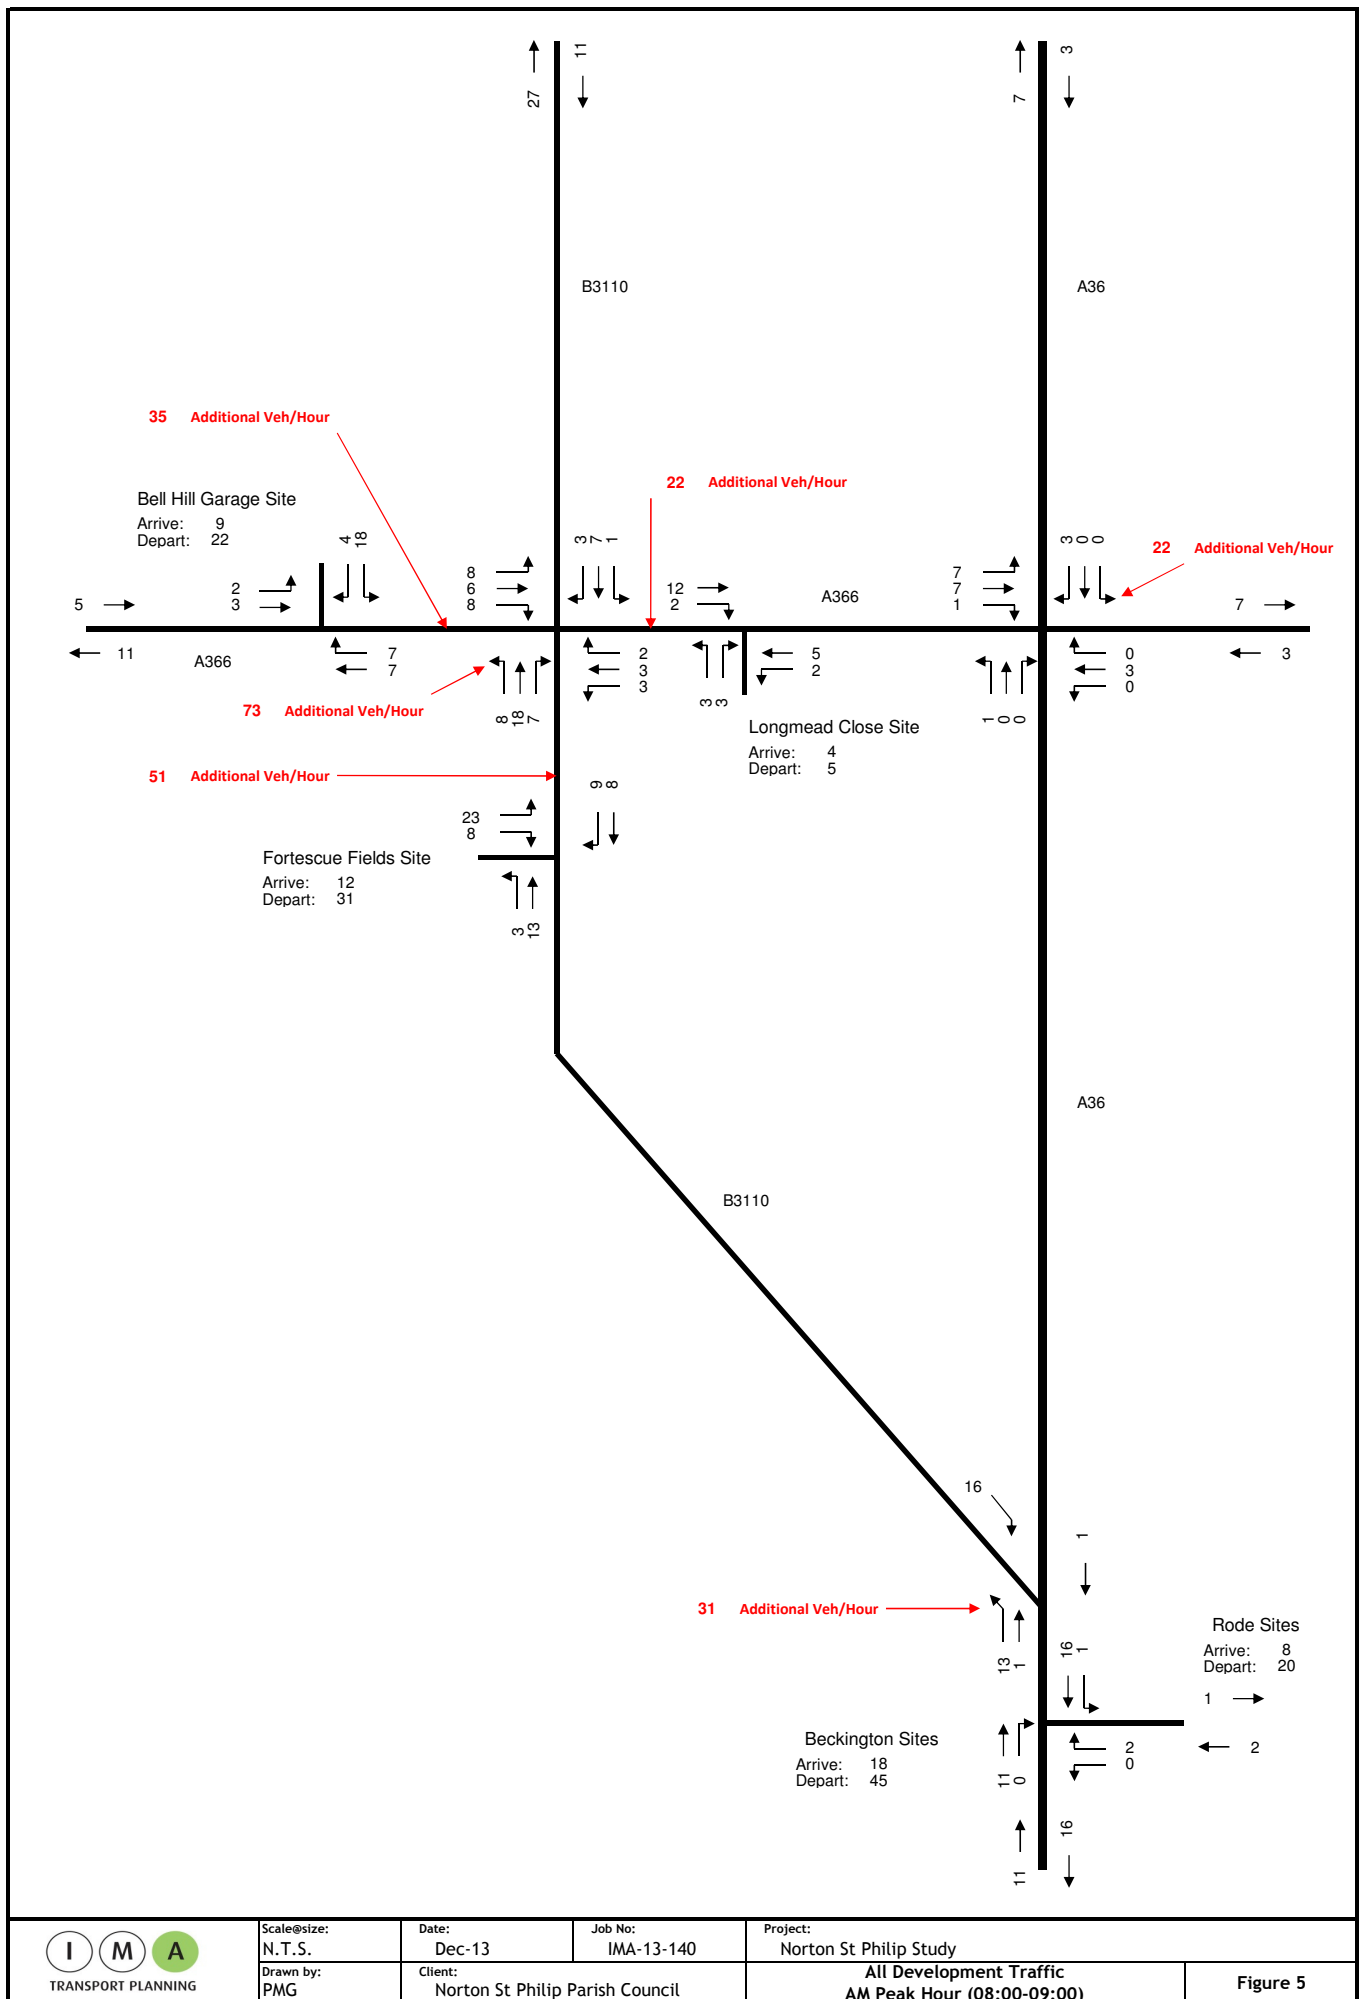 11
27
3
7
B3110
A36
35 Additional Veh/Hour
22 Additional Veh/Hour
Bell Hill Garage Site
Arrive: 9
Depart: 22
4
18
3
7
1
3
0
0
22 Additional Veh/Hour
2
3
8
6
8
12
2
A366
7
7
1
5
7
11
A366
7
7
2
3
3
5
2
0
3
0
3
73 Additional Veh/Hour
8
18
7
3
3
1
0
0
Longmead Close Site
Arrive: 4
Depart: 5
51 Additional Veh/Hour
9
8
23
8
Fortescue Fields Site
Arrive: 12
Depart: 31
3
13
A36
B3110
16
1
31 Additional Veh/Hour
13
1
16
1
Rode Sites
Arrive: 8
Depart: 20
1
Beckington Sites
Arrive: 18
Depart: 45
11
0
2
0
2
11
16
I M A
TRANSPORT PLANNING
Scale@size:
N.T.S.
Date:
Dec-13
Job No:
IMA-13-140
Project:
Norton St Philip Study
Drawn by:
PMG
Client:
Norton St Philip Parish Council
All Development Traffic
AM Peak Hour (08:00-09:00)
Figure 5